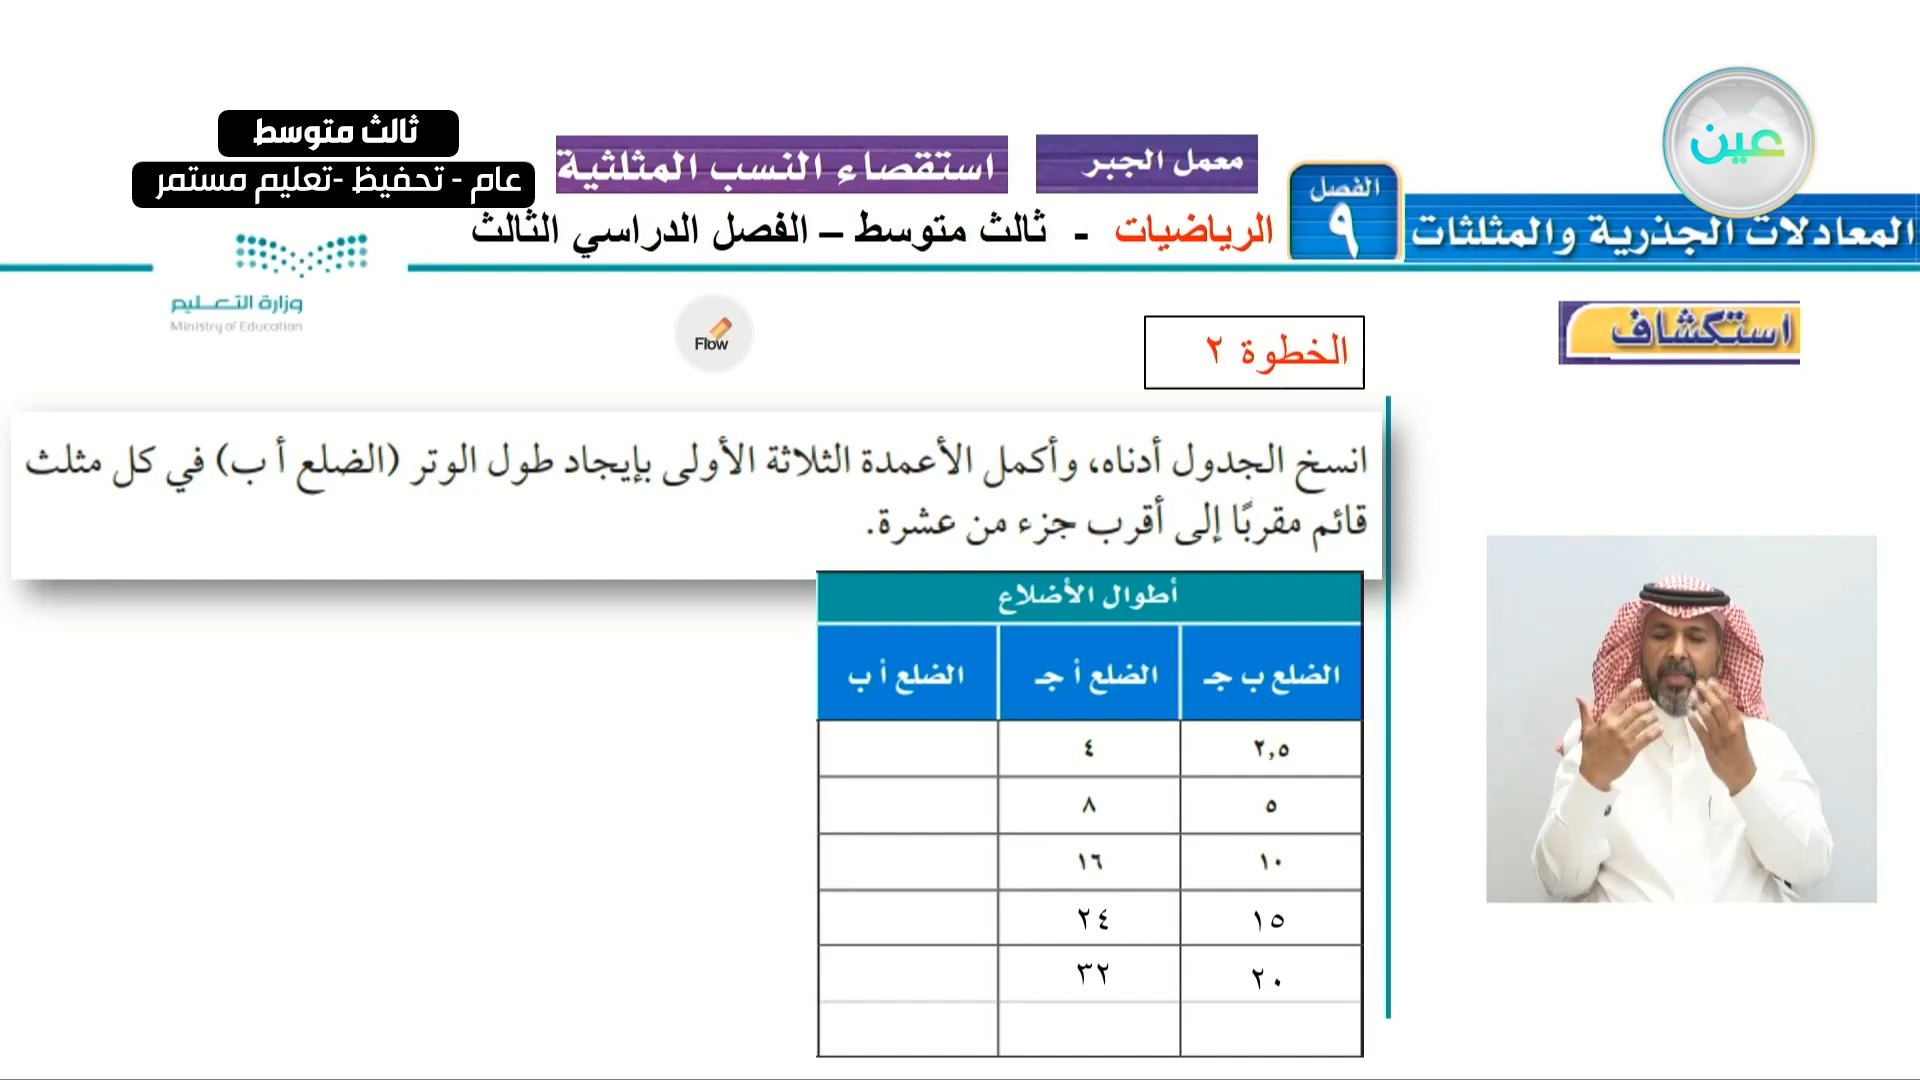 عين
ثالث متوسط
عام - تحفيظ -تعليم مستمر
استقصاء النسب المثلثية
معمل الجبر
الفصل
٩
المعادلات الجذرية والمثلثات
الرياضيات - ثالث متوسط – الفصل الدراسي الثالث
وزارة التعـــليم
Ministry of Education
Flow
الخطوة ٢
استكشاف
انسخ الجدول أدناه، وأكمل الأعمدة الثلاثة الأولى بإيجاد طول الوتر (الضلع أ ب) في كل مثلث
قائم مقربًا إلى أقرب جزء من عشرة.
أطوال الأضلاع
الضلع ب جـ الضلع أ جـ الضلع أ ب
٢,٥ ٤
٥ ٨
١٠ ١٦
١٥ ٢٤
٢٠ ٣٢